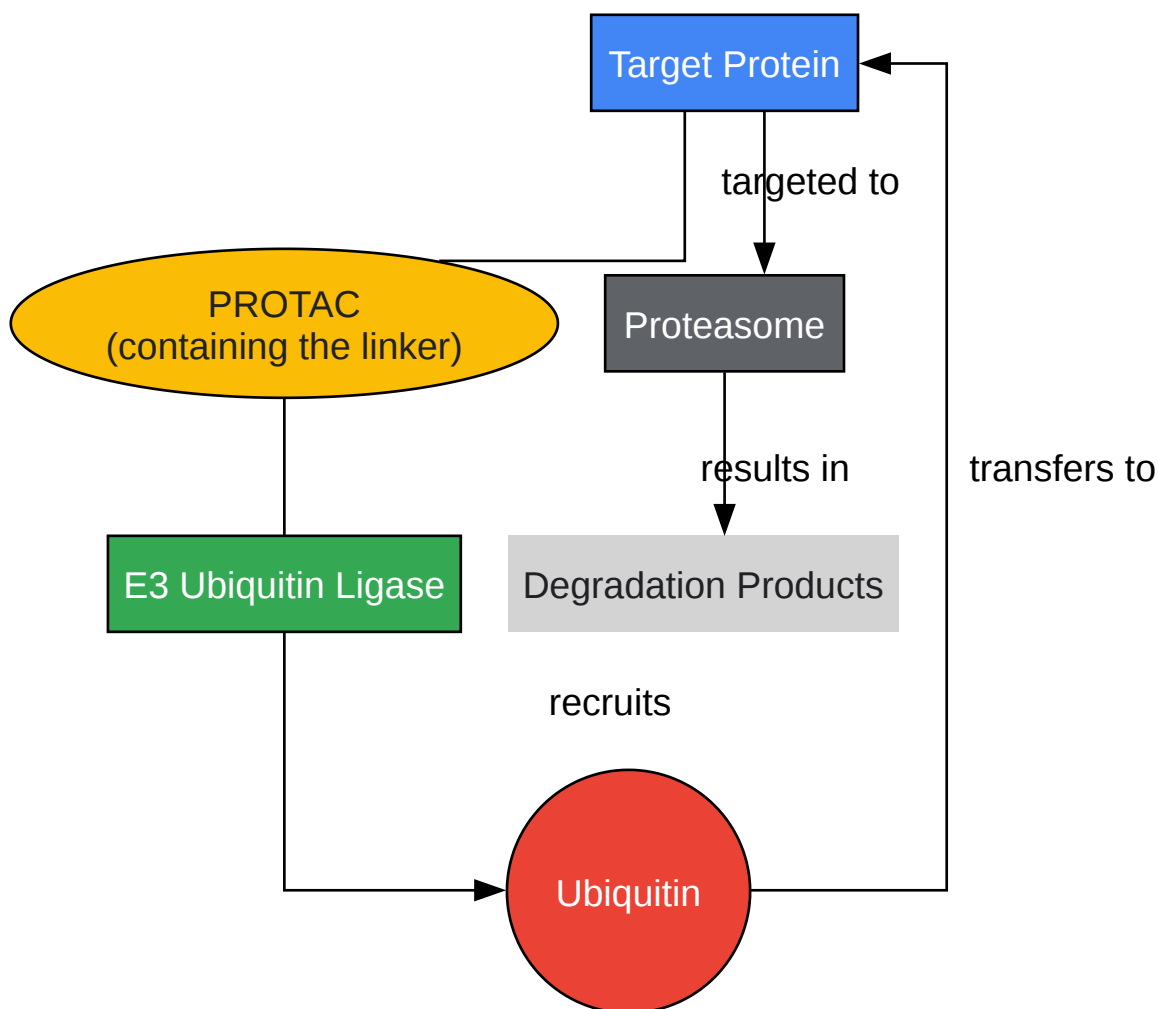 Target Protein
targeted to
PROTAC
(containing the linker)
Proteasome
results in
transfers to
E3 Ubiquitin Ligase
Degradation Products
recruits
Ubiquitin